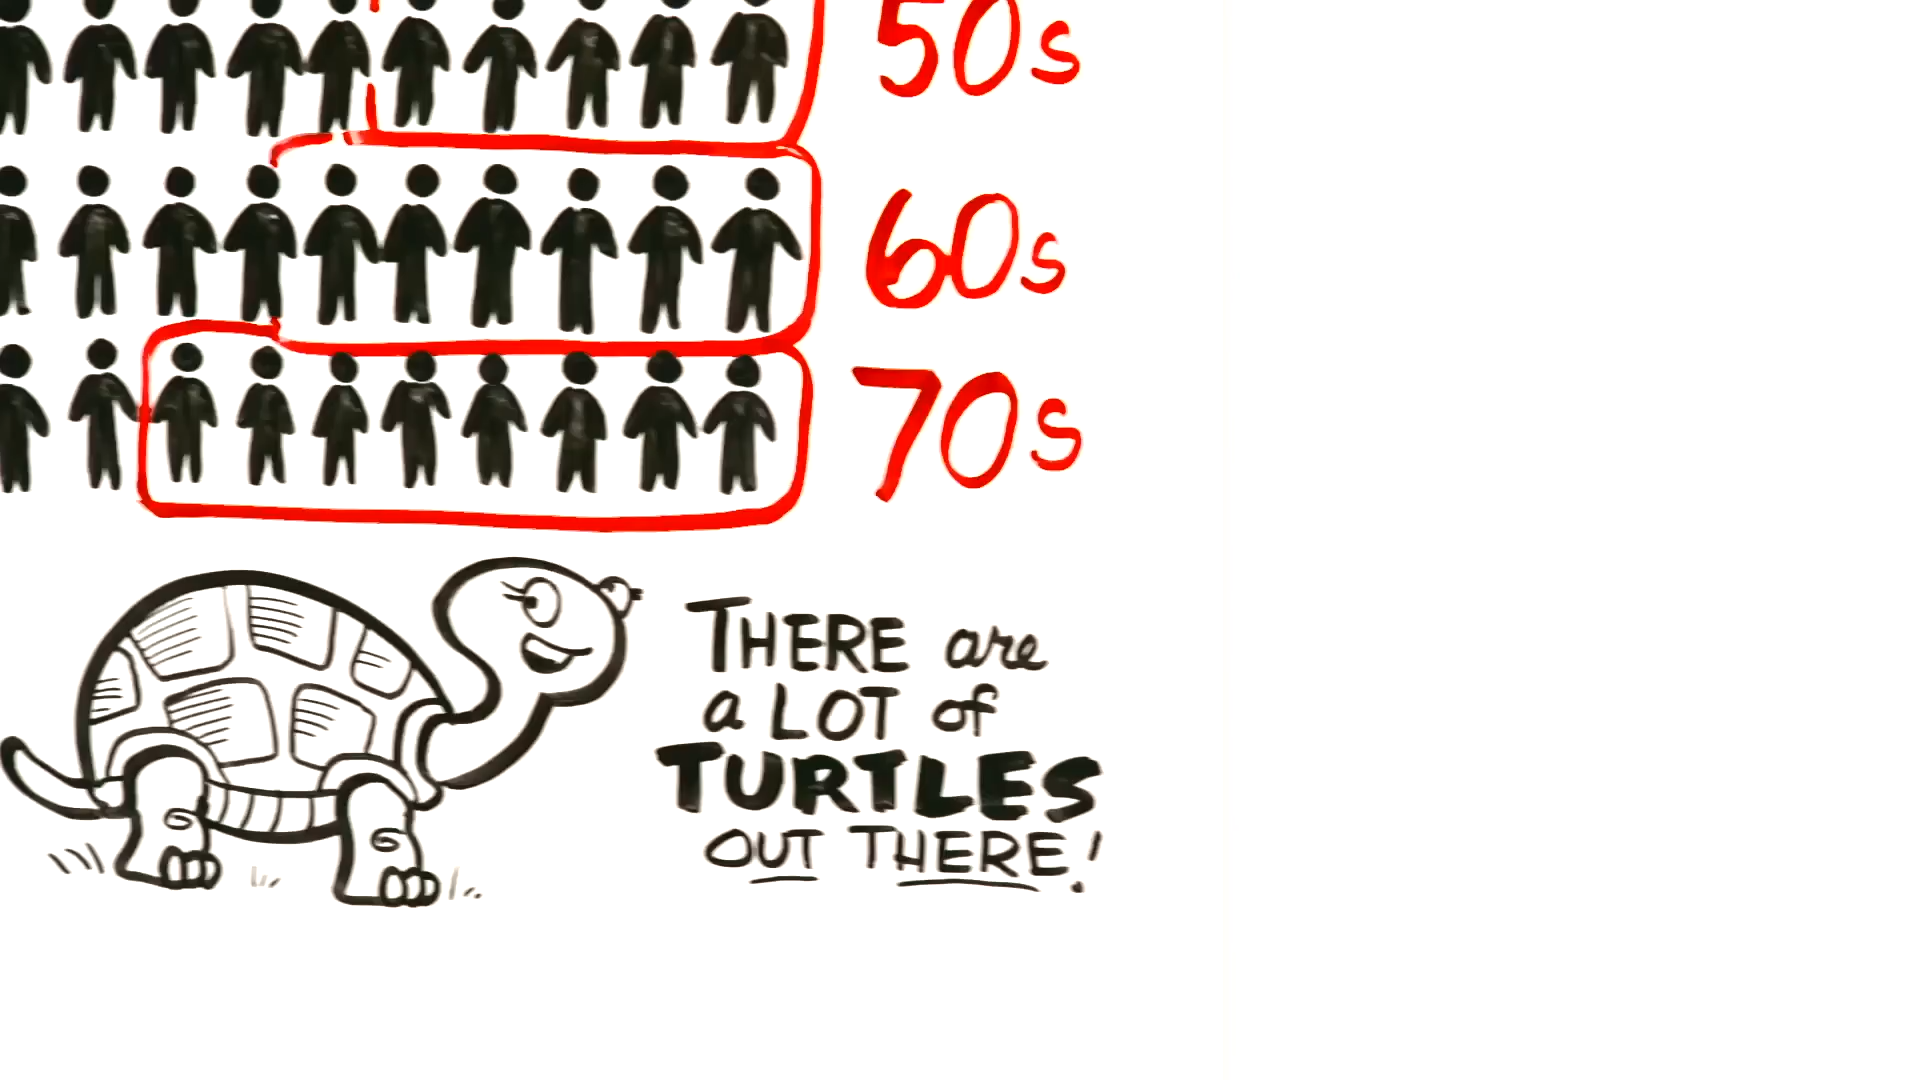 50s
60s
70s
THERE are
a LOT of
TURTLES
OUT THERE!